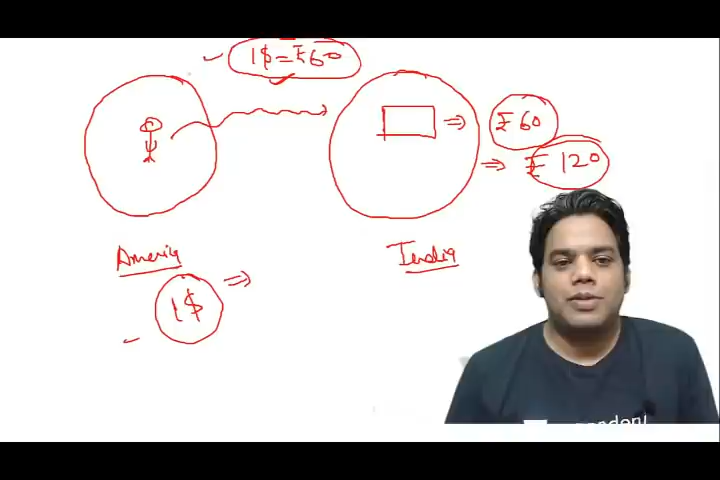 1$ = ₹60
₹60
₹120
America
India
1$